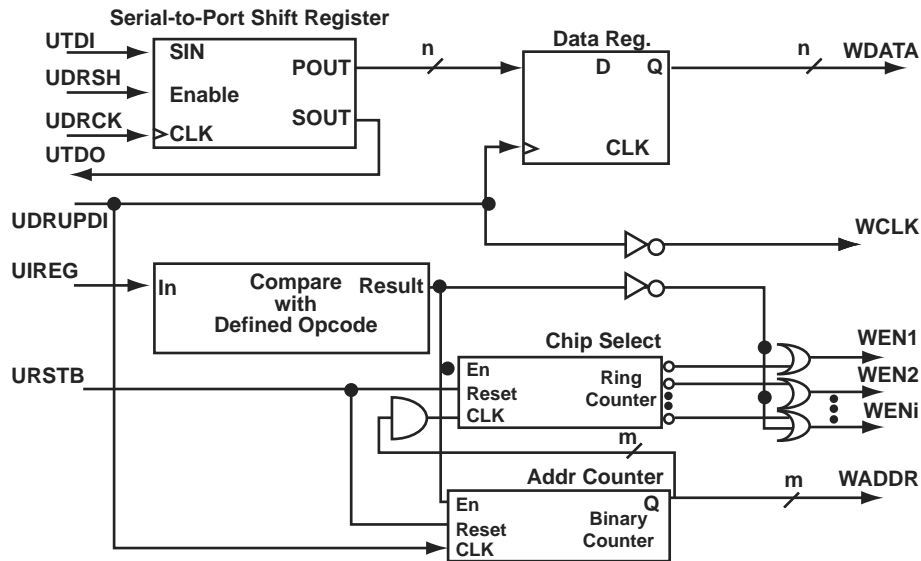 Serial-to-Port Shift Register
UTDI
SIN
UDRSH
Enable
UDRCK
CLK
UTDO
POUT
SOUT
n
Data Reg.
D Q
CLK
n
WDATA
UDRUPDI
WCLK
UIREG
In
Compare
with
Defined Opcode
Result
Chip Select
En
Reset
CLK
Ring
Counter
WEN1
WEN2
WENi
URSTB
m
Addr Counter
En
Reset
CLK
Q
Binary
Counter
m
WADDR